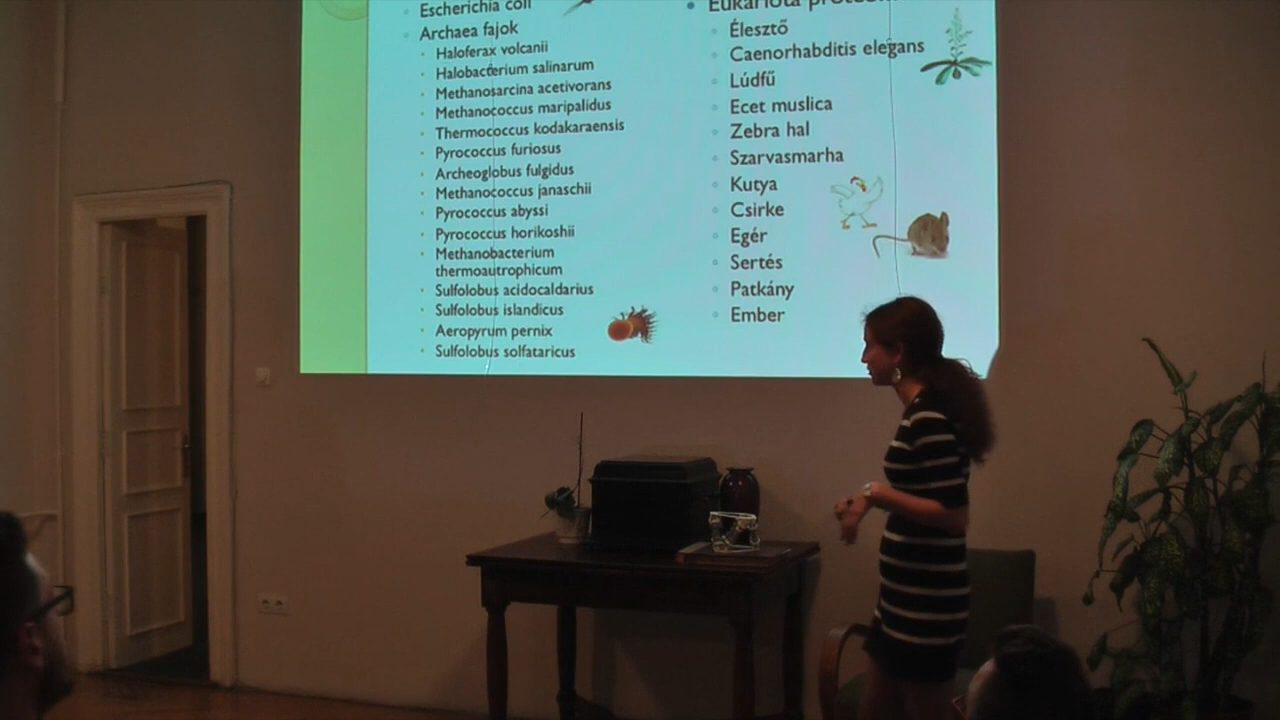 Escherichia coli
Archaea fajok
Haloferax volcanii
Halobacterium salinarum
Methanosarcina acetivorans
Methanococcus maripalidus
Thermococcus kodakaraensis
Pyrococcus furiosus
Archeoglobus fulgidus
Methanococcus janaschii
Pyrococcus abyssi
Pyrococcus horikoshii
Methanobacterium
thermoautrophicum
Sulfolobus acidocaldarius
Sulfolobus islandicus
Aeropyrum pernix
Sulfolobus solfataricus
Eukarióta
Élesztő
Caenorhabditis elegans
Lúdfű
Ecet muslica
Zebra hal
Szarvasmarha
Kutya
Csirke
Egér
Sertés
Patkány
Ember